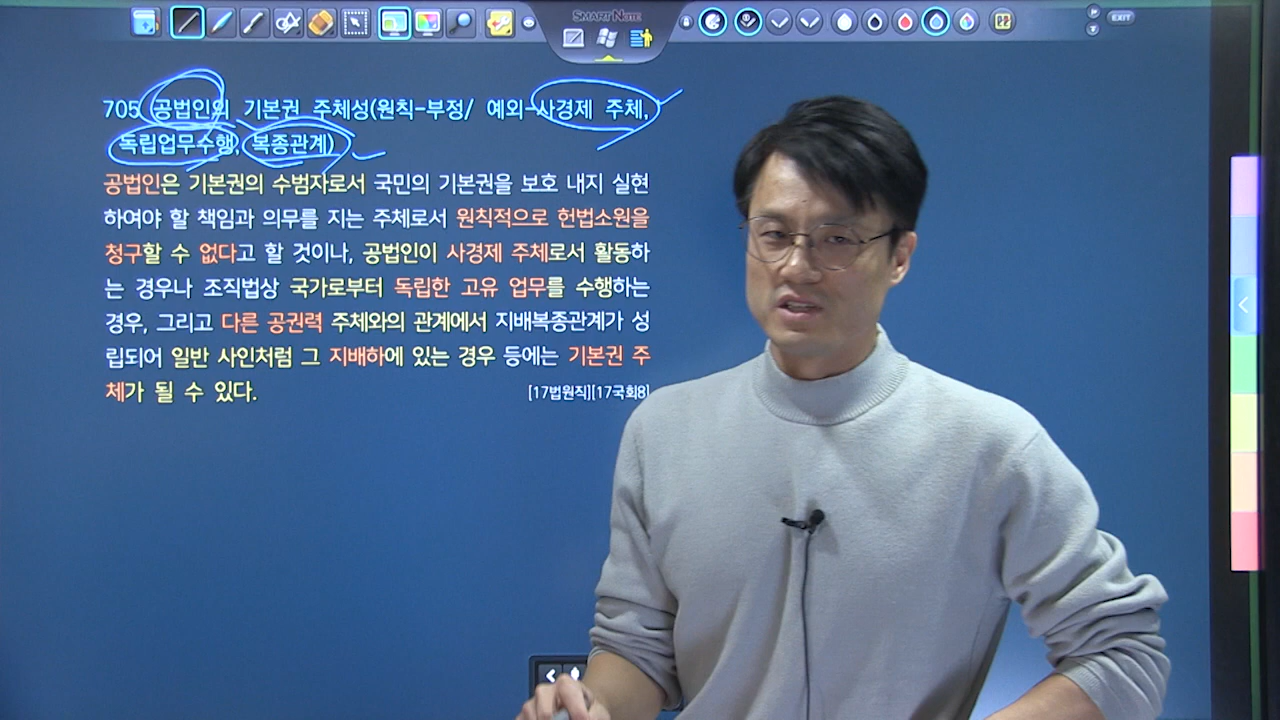 SMART NOTE
EXIT
705 공법인의 기본권 주체성(원칙-부정/ 예외-사경제 주체,
독립업무수행, 복종관계)
공법인은 기본권의 수범자로서 국민의 기본권을 보호 내지 실현
하여야 할 책임과 의무를 지는 주체로서 원칙적으로 헌법소원을
청구할 수 없다고 할 것이나, 공법인이 사경제 주체로서 활동하
는 경우나 조직법상 국가로부터 독립한 고유 업무를 수행하는
경우, 그리고 다른 공권력 주체와의 관계에서 지배복종관계가 성
립되어 일반 사인처럼 그 지배하에 있는 경우 등에는 기본권 주
체가 될 수 있다.
[17법원직][17국회8]